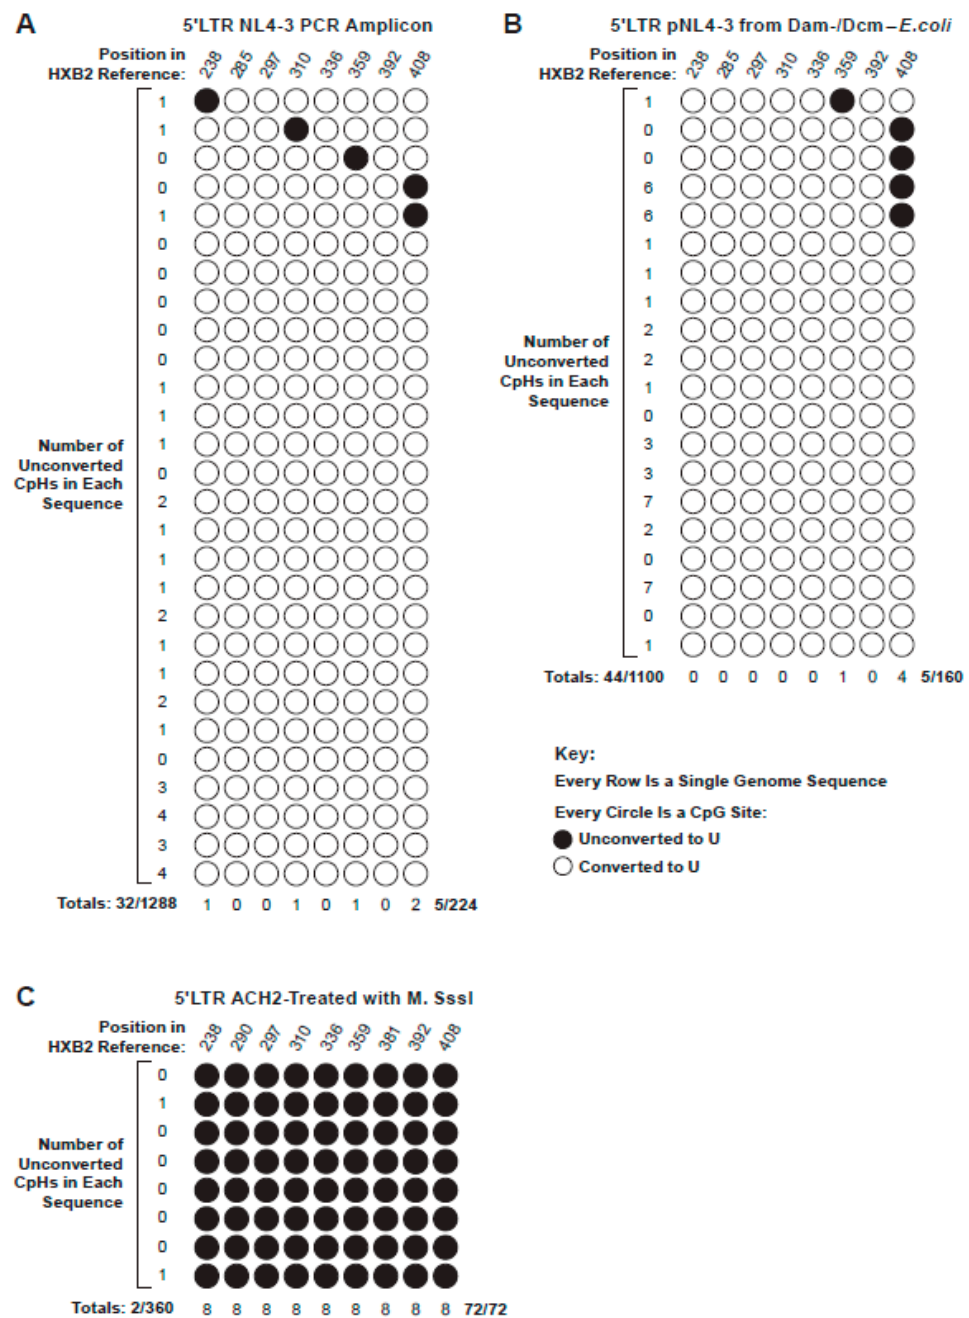 A
5'LTR NL4-3 PCR Amplicon
Position in
HXB2 Reference:
238 285 297 310 336 359 392 408
1
1
0
0
1
0
0
0
0
0
1
1
1
0
2
1
1
1
2
1
1
2
1
0
3
4
3
4
Number of
Unconverted
CpHs in Each
Sequence
Totals: 32/1288 1 0 0 1 0 1 0 2 5/224
B
5'LTR pNL4-3 from Dam-/Dcm–E.coli
Position in
HXB2 Reference:
238 285 297 310 336 359 392 408
1
0
0
6
6
1
1
1
2
2
1
0
3
3
7
2
0
7
0
1
Number of
Unconverted
CpHs in Each
Sequence
Totals: 44/1100 0 0 0 0 0 1 0 4 5/160
Key:
Every Row Is a Single Genome Sequence
Every Circle Is a CpG Site:
Unconverted to U
Converted to U
C
5'LTR ACH2-Treated with M. SssI
Position in
HXB2 Reference:
238 290 297 310 336 359 381 392 408
0
1
0
0
0
0
0
1
Number of
Unconverted
CpHs in Each
Sequence
Totals: 2/360 8 8 8 8 8 8 8 8 8 72/72